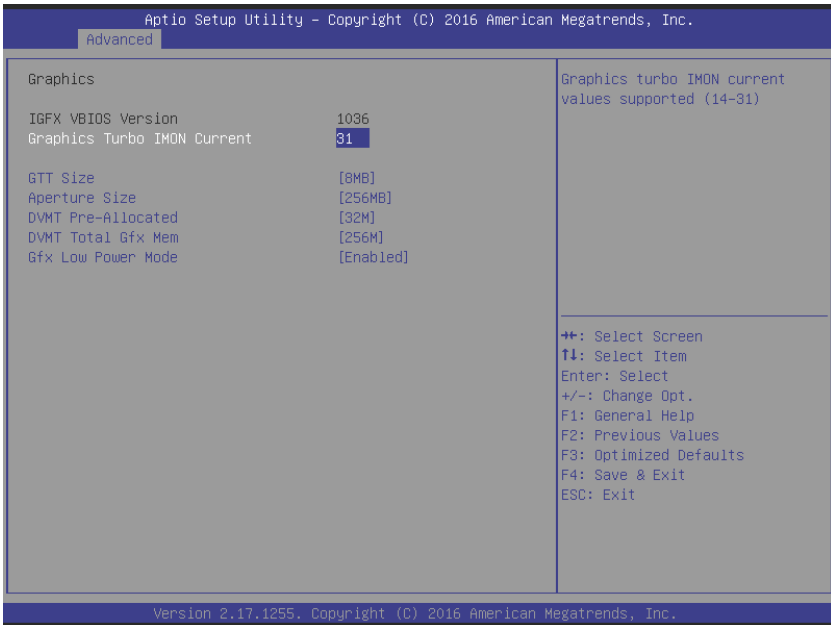 Aptio Setup Utility – Copyright (C) 2016 American Megatrends, Inc.
Advanced
Graphics
IGFX VBIOS Version 1036
Graphics Turbo IMON Current 31
GTT Size [8MB]
Aperture Size [256MB]
DVMT Pre-Allocated [32M]
DVMT Total Gfx Mem [256M]
Gfx Low Power Mode [Enabled]
Graphics turbo IMON current
values supported (14-31)
→←: Select Screen
↑↓: Select Item
Enter: Select
+/-: Change Opt.
F1: General Help
F2: Previous Values
F3: Optimized Defaults
F4: Save & Exit
ESC: Exit
Version 2.17.1255. Copyright (C) 2016 American Megatrends, Inc.